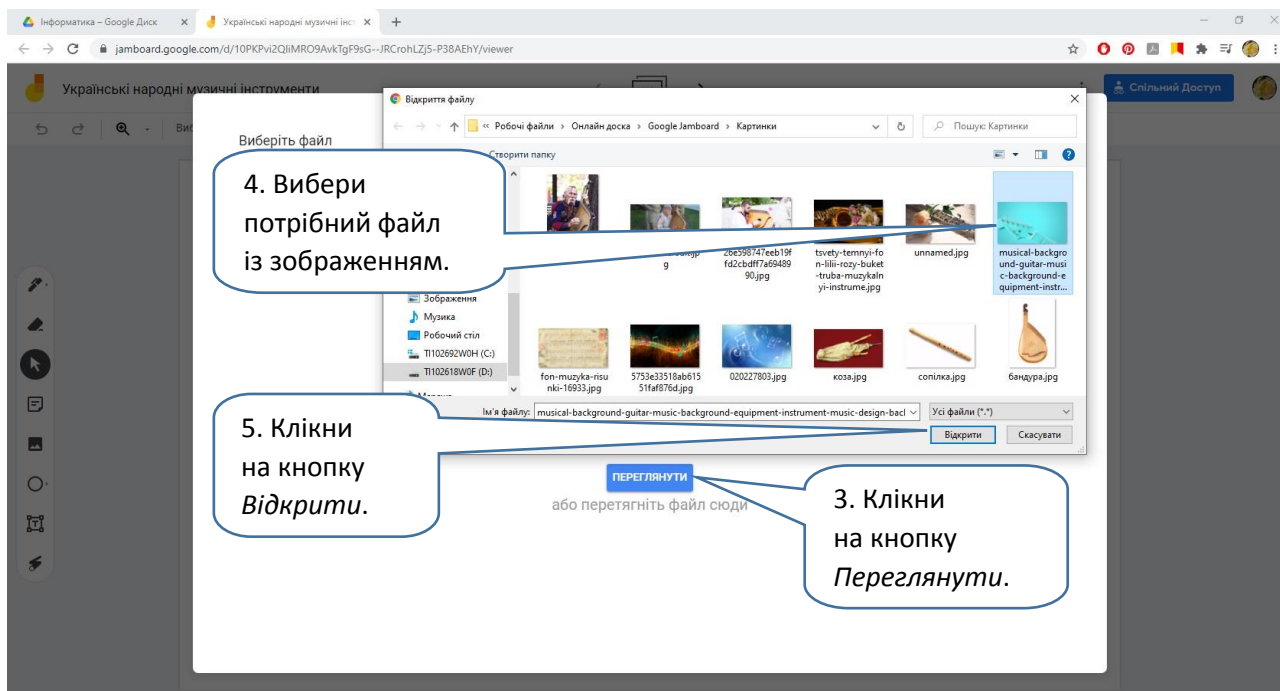 Інформатика – Google Диск
Українські народні музичні інст
jamboard.google.com/d/10PKPvi2QliMRO9AvkTgF9sG--JRCrohLZj5-P38AEhY/viewer
Українські народні музичні інструменти
Спільний Доступ
Відкриття файлу
« Робочі файли › Онлайн доска › Google Jamboard › Картинки
Пошук: Картинки
Виберіть файл
Створити папку
4. Вибери
потрібний файл
із зображенням.
26e598747eeb19f
fd2cbdff7a69489
90.jpg
tsvety-temnyi-fo
n-lilii-rozy-buket
-truba-muzykaln
yi-instrume.jpg
unnamed.jpg
musical-backgro
und-guitar-musi
c-background-e
quipment-instr...
Зображення
Музика
Робочий стіл
TI102692W0H (C:)
TI102618W0F (D:)
fon-muzyka-risu
nki-16933.jpg
5753e33518ab615
51faf876d.jpg
020227803.jpg
коза.jpg
сопілка.jpg
бандура.jpg
Ім'я файлу:
musical-background-guitar-music-background-equipment-instrument-music-design-bacl
Усі файли (*.*)
Відкрити
Скасувати
5. Клікни
на кнопку
Відкрити.
ПЕРЕГЛЯНУТИ
або перетягніть файл сюди
3. Клікни
на кнопку
Переглянути.